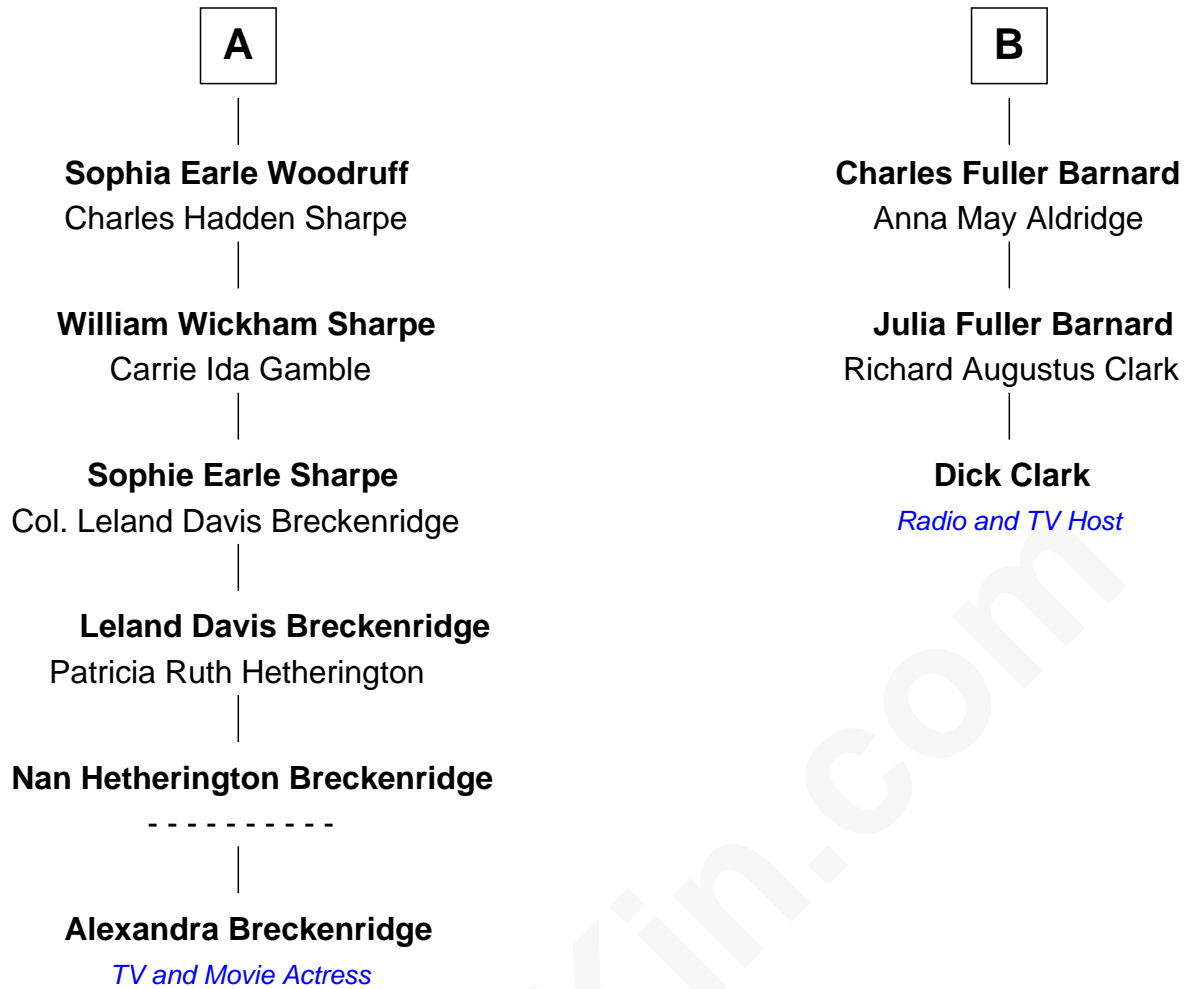 A
Sophia Earle Woodruff
Charles Hadden Sharpe
William Wickham Sharpe
Carrie Ida Gamble
Sophie Earle Sharpe
Col. Leland Davis Breckenridge
Leland Davis Breckenridge
Patricia Ruth Hetherington
Nan Hetherington Breckenridge
- - - - - - - - - -
Alexandra Breckenridge
TV and Movie Actress
B
Charles Fuller Barnard
Anna May Aldridge
Julia Fuller Barnard
Richard Augustus Clark
Dick Clark
Radio and TV Host
Kin.com